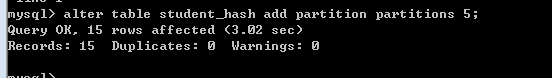 mysql> alter table student_hash add partition partitions 5;
Query OK, 15 rows affected (3.02 sec)
Records: 15  Duplicates: 0  Warnings: 0
mysql>